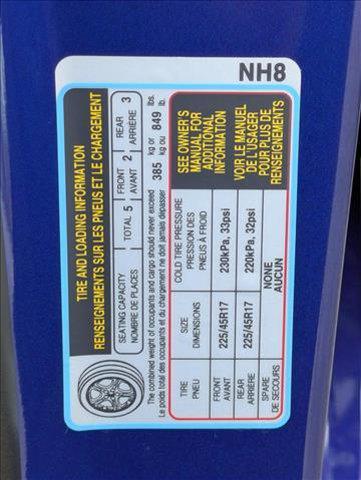 NH8
TIRE AND LOADING INFORMATION
RENSEIGNEMENTS SUR LES PNEUS ET LE CHARGEMENT
SEATING CAPACITY
NOMBRE DE PLACES
TOTAL 5
FRONT
AVANT 2
REAR
ARRIÈRE 3
The combined weight of occupants and cargo should never exceed
Le poids total des occupants et du chargement ne doit jamais dépasser
385 kg or ou 849 lbs. lb.
TIRE
PNEU
SIZE
DIMENSIONS
COLD TIRE PRESSURE
PRESSION DES
PNEUS À FROID
FRONT
AVANT
225/45R17
230kPa, 33psi
REAR
ARRIÈRE
225/45R17
220kPa, 32psi
SPARE
DE SECOURS
NONE
AUCUN
SEE OWNER'S
MANUAL FOR
ADDITIONAL
INFORMATION
VOIR LE MANUEL
DE L'USAGER
POUR PLUS DE
RENSEIGNEMENTS